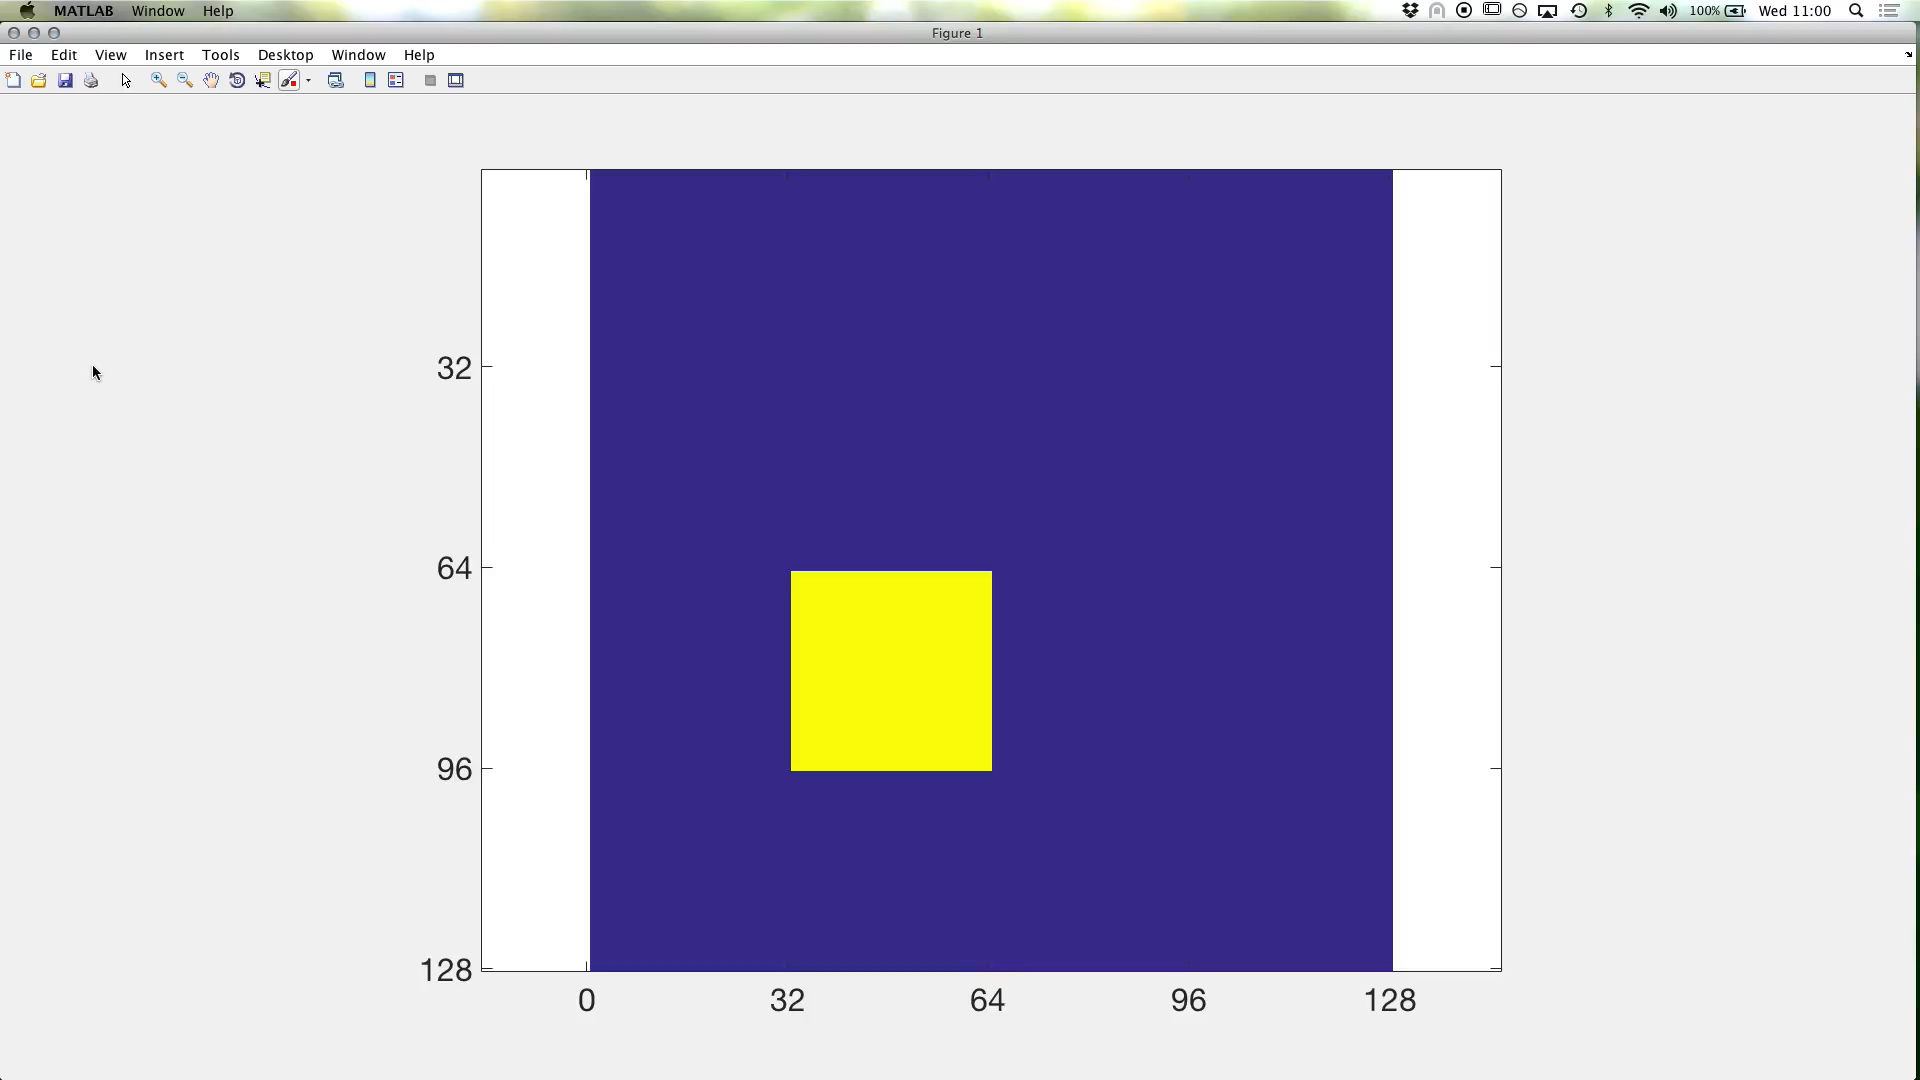 MATLAB Window Help 100% Wed 11:00
Figure 1
File Edit View Insert Tools Desktop Window Help
32
64
96
128
0 32 64 96 128